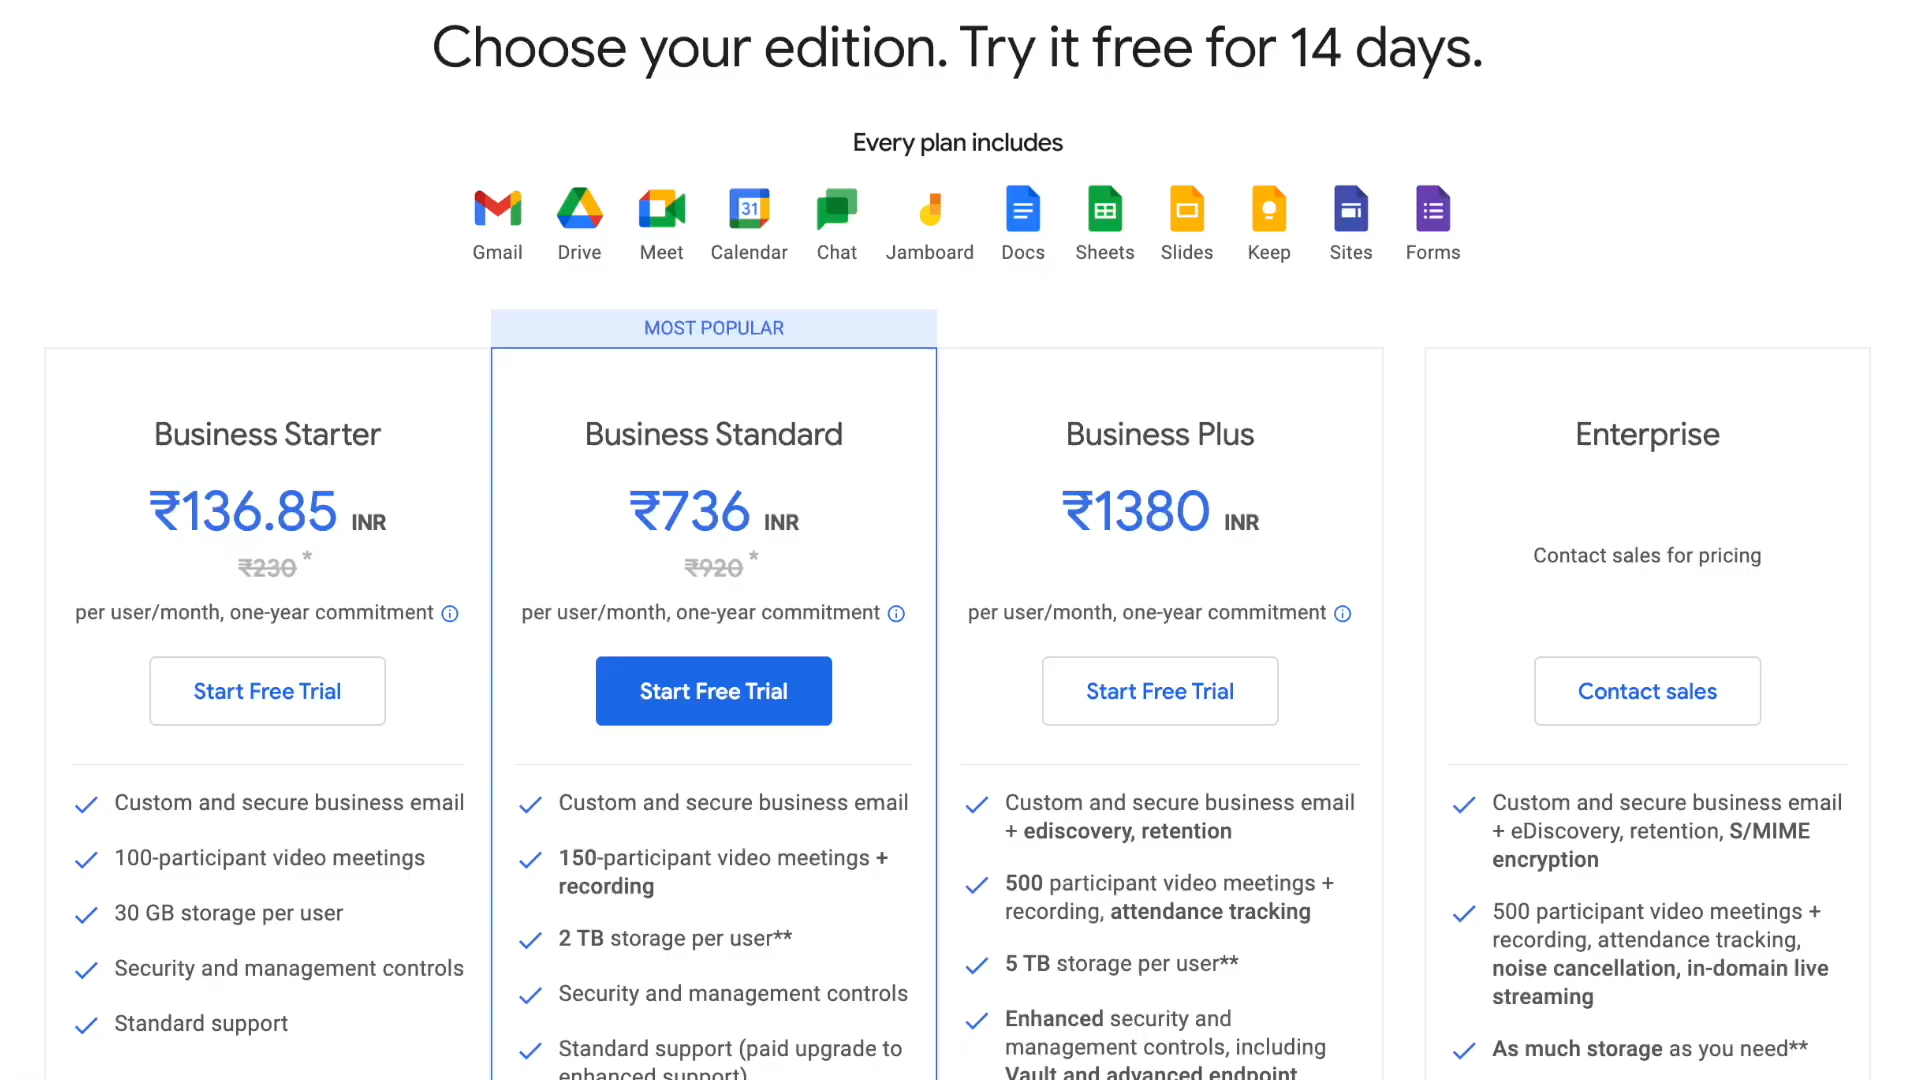 Choose your edition. Try it free for 14 days.
Every plan includes
31
Gmail Drive Meet Calendar Chat Jamboard Docs Sheets Slides Keep Sites Forms
MOST POPULAR
Business Starter
₹136.85 INR
₹230 *
per user/month, one-year commitment
Start Free Trial
Custom and secure business email
100-participant video meetings
30 GB storage per user
Security and management controls
Standard support
Business Standard
₹736 INR
₹920 *
per user/month, one-year commitment
Start Free Trial
Custom and secure business email
150-participant video meetings +
recording
2 TB storage per user**
Security and management controls
Standard support (paid upgrade to
enhanced support)
Business Plus
₹1380 INR
per user/month, one-year commitment
Start Free Trial
Custom and secure business email
+ ediscovery, retention
500 participant video meetings +
recording, attendance tracking
5 TB storage per user**
Enhanced security and
management controls, including
Vault and advanced endpoint
Enterprise
Contact sales for pricing
Contact sales
Custom and secure business email
+ eDiscovery, retention, S/MIME
encryption
500 participant video meetings +
recording, attendance tracking,
noise cancellation, in-domain live
streaming
As much storage as you need**